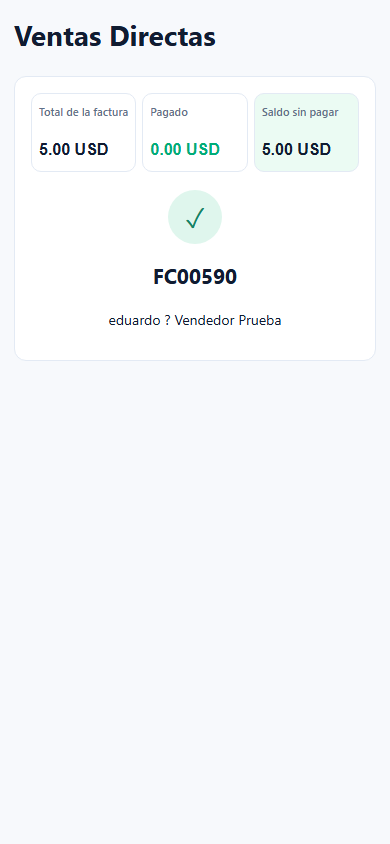 Ventas Directas
Total de la factura
5.00 USD
Pagado
0.00 USD
Saldo sin pagar
5.00 USD
✓
FC00590
eduardo ? Vendedor Prueba